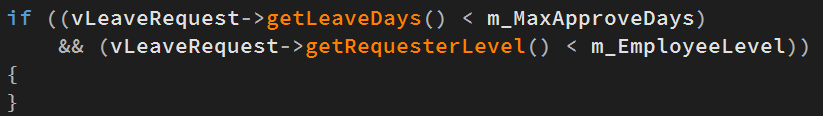 if ((vLeaveRequest->getLeaveDays() < m_MaxApproveDays)
    && (vLeaveRequest->getRequesterLevel() < m_EmployeeLevel))
{
}